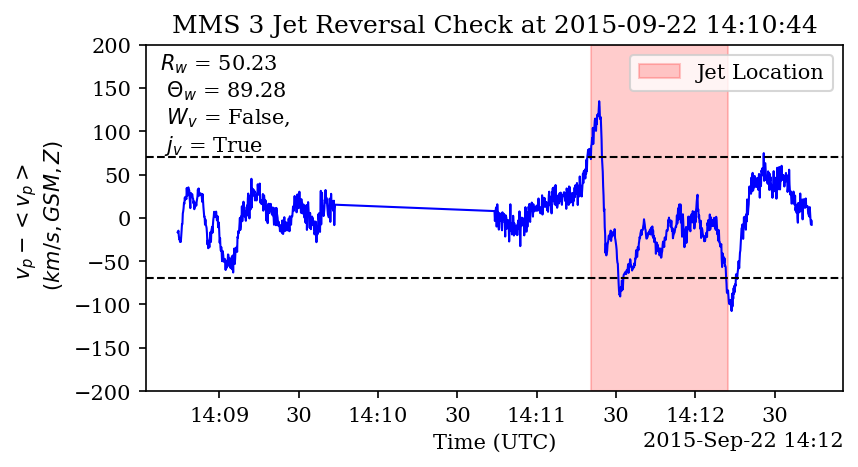 MMS 3 Jet Reversal Check at 2015-09-22 14:10:44
R_w = 50.23
Θ_w = 89.28
W_v = False,
j_v = True
Jet Location
200
150
100
50
0
−50
−100
−150
−200
v_p − <v_p>
(km/s, GSM, Z)
14:09 30 14:10 30 14:11 30 14:12 30
Time (UTC)
2015-Sep-22 14:12